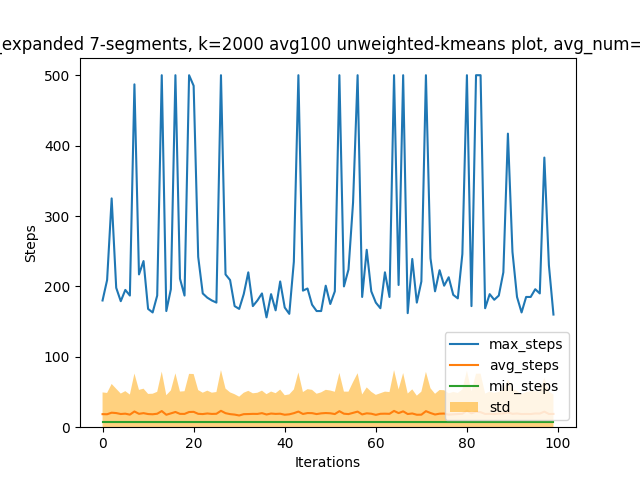 _expanded 7-segments, k=2000 avg100 unweighted-kmeans plot, avg_num=
500
400
300
200
100
0
Steps
max_steps
avg_steps
min_steps
std
0 20 40 60 80 100
Iterations